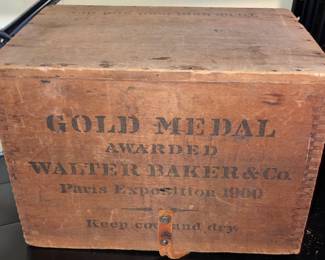 GOLD MEDAL
AWARDED
WALTER BAKER & Co.
Paris Exposition 1900
Keep cool and dry.